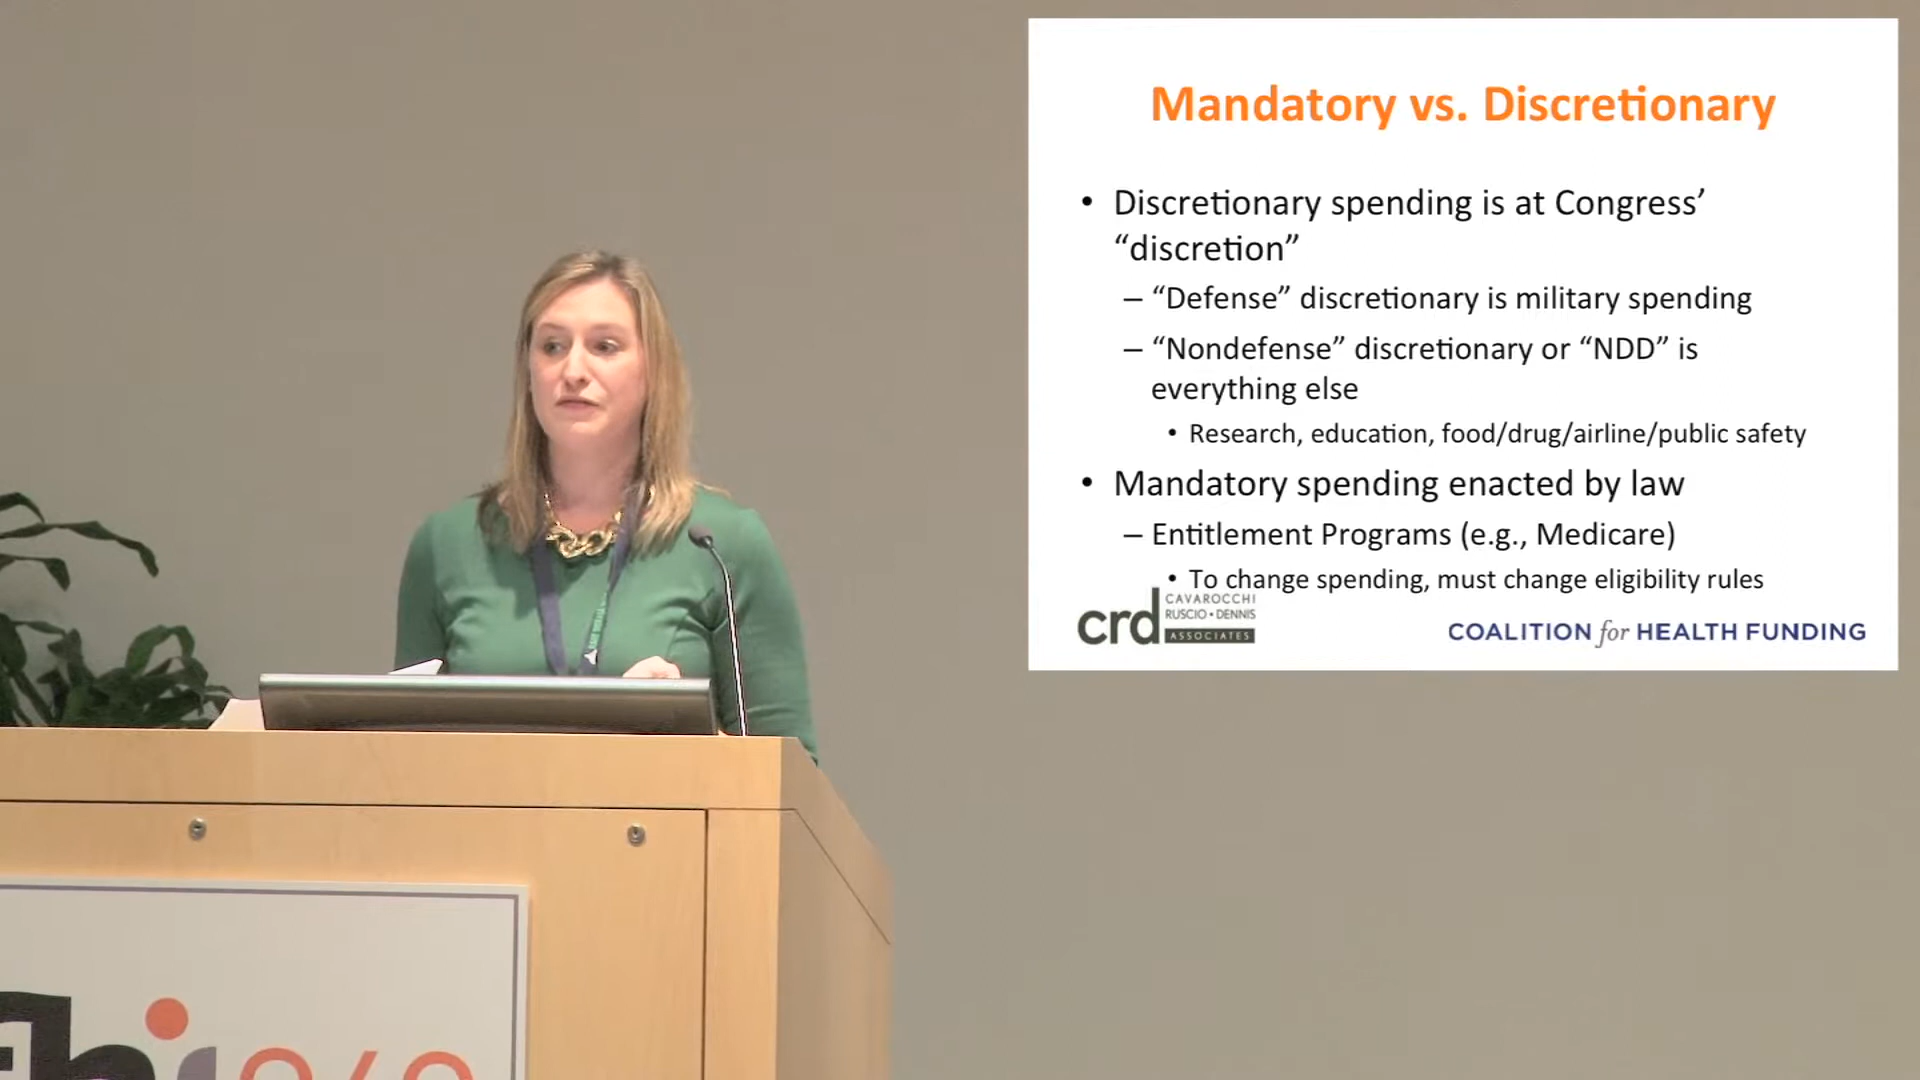 Mandatory vs. Discretionary
• Discretionary spending is at Congress’
“discretion”
– “Defense” discretionary is military spending
– “Nondefense” discretionary or “NDD” is
everything else
• Research, education, food/drug/airline/public safety
• Mandatory spending enacted by law
– Entitlement Programs (e.g., Medicare)
• To change spending, must change eligibility rules
crd
CAVAROCCHI
RUSCIO • DENNIS
ASSOCIATES
COALITION for HEALTH FUNDING
fhi360